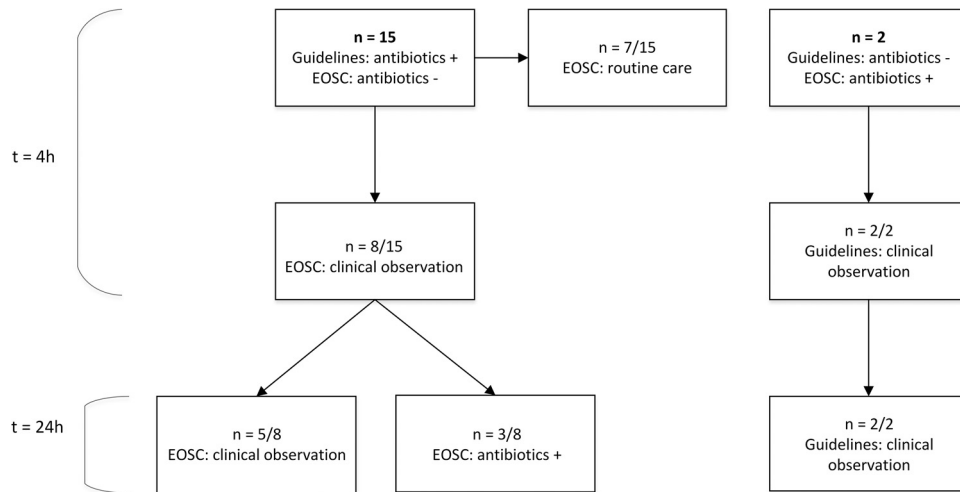 n = 15
Guidelines: antibiotics +
EOSC: antibiotics -
n = 7/15
EOSC: routine care
n = 2
Guidelines: antibiotics -
EOSC: antibiotics +
t = 4h
n = 8/15
EOSC: clinical observation
n = 2/2
Guidelines: clinical
observation
t = 24h
n = 5/8
EOSC: clinical observation
n = 3/8
EOSC: antibiotics +
n = 2/2
Guidelines: clinical
observation